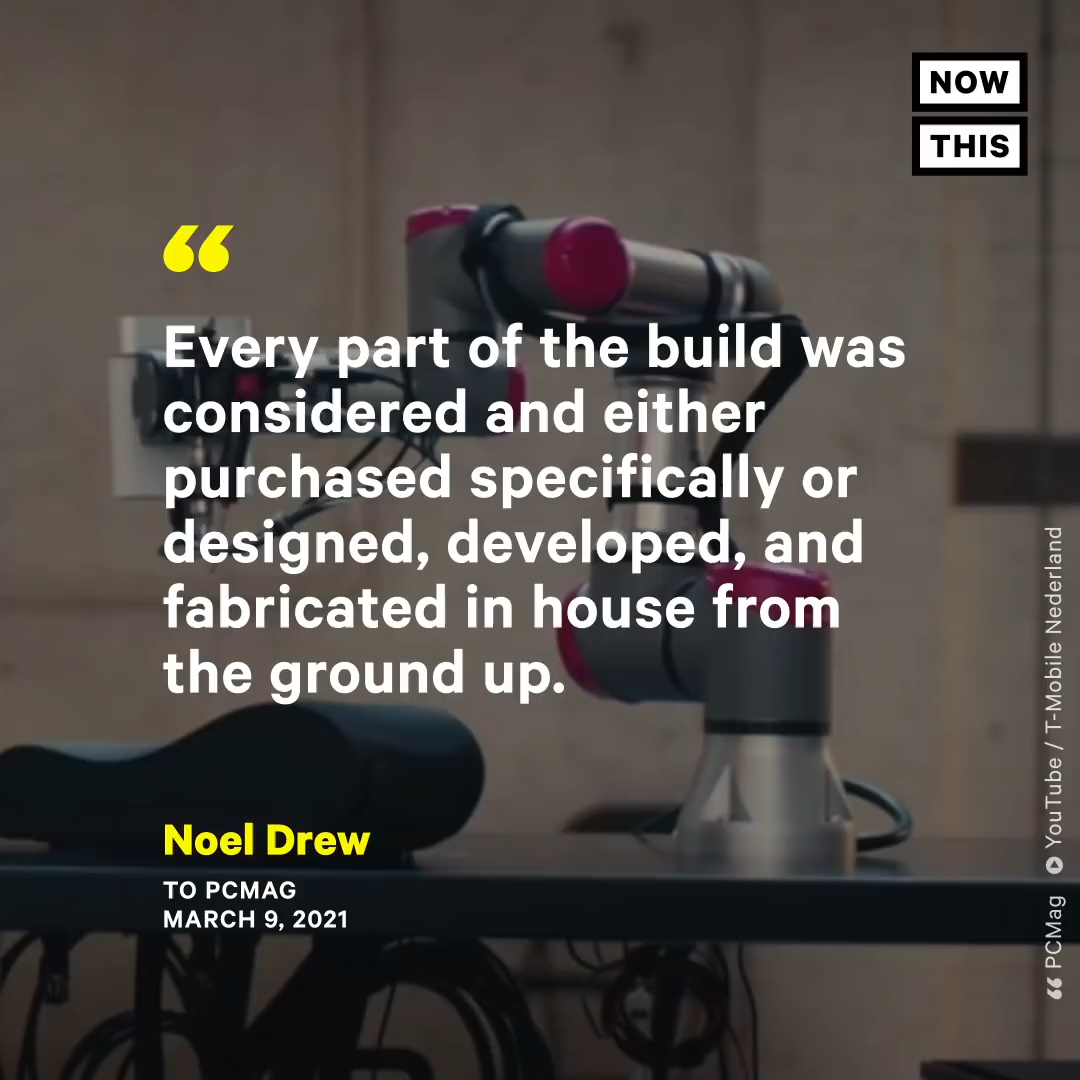 NOW
THIS
“
Every part of the build was
considered and either
purchased specifically or
designed, developed, and
fabricated in house from
the ground up.
Noel Drew
TO PCMAG
MARCH 9, 2021
“ PCMag YouTube / T-Mobile Nederland